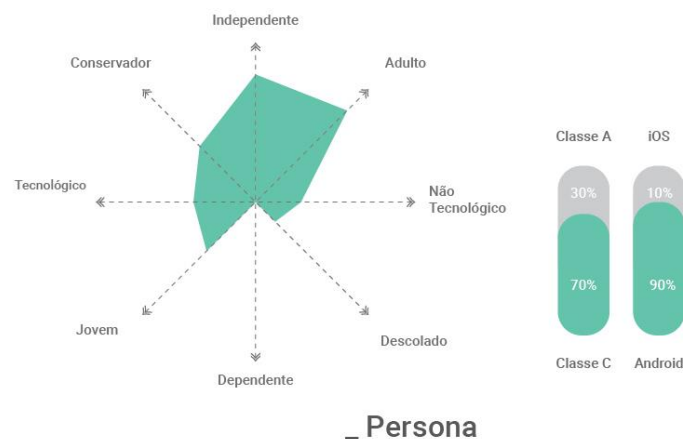 Independente
Conservador
Adulto
Tecnológico
Não
Tecnológico
Jovem
Descolado
Dependente
Classe A
iOS
30%
10%
70%
90%
Classe C
Android
_ Persona